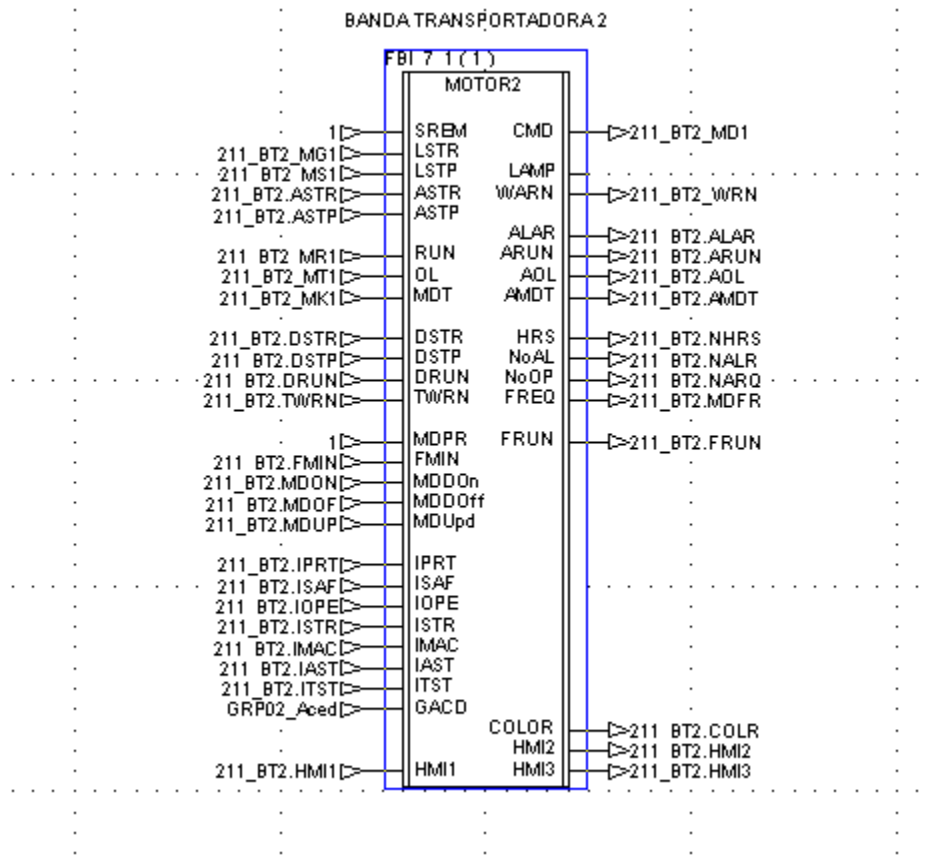 BANDA TRANSPORTADORA 2
FBI_7_1(1)
MOTOR2
1 SREM CMD 211_BT2_MD1
211_BT2_MG1 LSTR
211_BT2_MS1 LSTP LAMP
211_BT2.ASTR ASTR WARN 211_BT2_WRN
211_BT2.ASTP ASTP
ALAR 211_BT2.ALAR
211_BT2_MR1 RUN ARUN 211_BT2.ARUN
211_BT2_MT1 OL AOL 211_BT2.AOL
211_BT2_MK1 MDT AMDT 211_BT2.AMDT
211_BT2.DSTR DSTR HRS 211_BT2.NHRS
211_BT2.DSTP DSTP NoAL 211_BT2.NALR
211_BT2.DRUN DRUN NoOP 211_BT2.NARQ
211_BT2.TWRN TWRN FREQ 211_BT2.MDFR
1 MDPR FRUN 211_BT2.FRUN
211_BT2.FMIN FMIN
211_BT2.MDON MDDOn
211_BT2.MDOF MDDOff
211_BT2.MDUP MDUpd
211_BT2.IPRT IPRT
211_BT2.ISAF ISAF
211_BT2.IOPE IOPE
211_BT2.ISTR ISTR
211_BT2.IMAC IMAC
211_BT2.IAST IAST
211_BT2.ITST ITST
GRP02_Aced GACD
COLOR 211_BT2.COLR
HMI2 211_BT2.HMI2
211_BT2.HMI1 HMI1 HMI3 211_BT2.HMI3